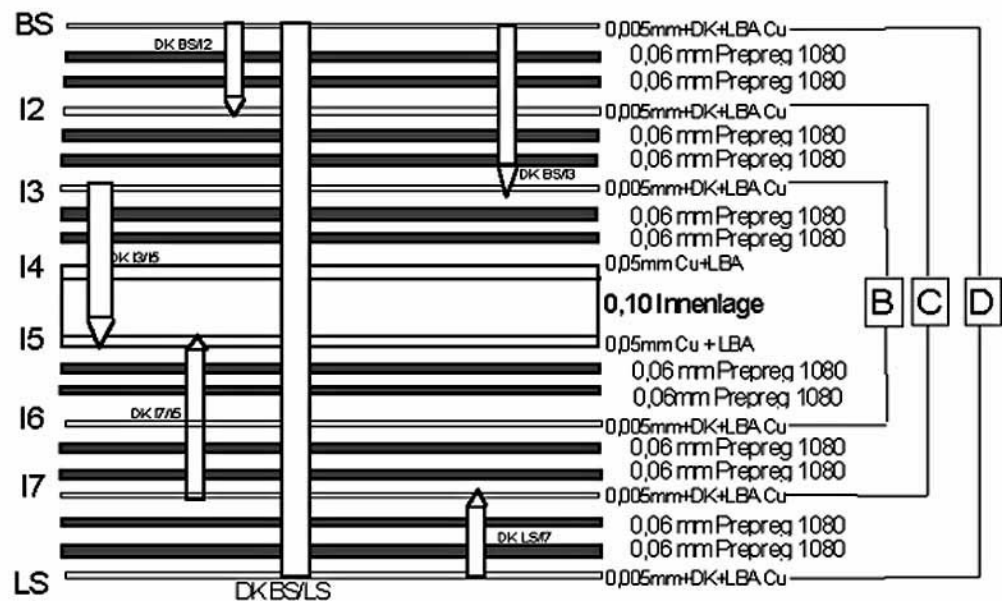 BS 0,005mm+DK+LBA Cu
DK BS/I2 0,06 mm Prepreg 1080
0,06 mm Prepreg 1080
I2 0,005mm+DK+LBA Cu
0,06 mm Prepreg 1080
0,06 mm Prepreg 1080
DK BS/I3
I3 0,005mm+DK+LBA Cu
0,06 mm Prepreg 1080
0,06 mm Prepreg 1080
DK I3/I5
I4 0,05mm Cu+LBA
0,10 Innenlage B C D
I5 0,05mm Cu + LBA
0,06 mm Prepreg 1080
0,06mm Prepreg 1080
DK I7/I5
I6 0,005mm+DK+LBA Cu
0,06 mm Prepreg 1080
0,06 mm Prepreg 1080
I7 0,005mm+DK+LBA Cu
0,06 mm Prepreg 1080
DK LS/I7 0,06 mm Prepreg 1080
LS 0,005mm+DK+LBA Cu
DK BS/LS